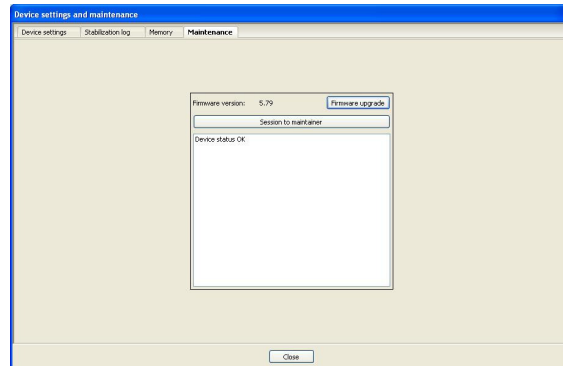 Device settings and maintenance
Device settings Stabilization log Memory Maintenance
Firmware version: 5.79 Firmware upgrade
Session to maintainer
Device status OK
Close